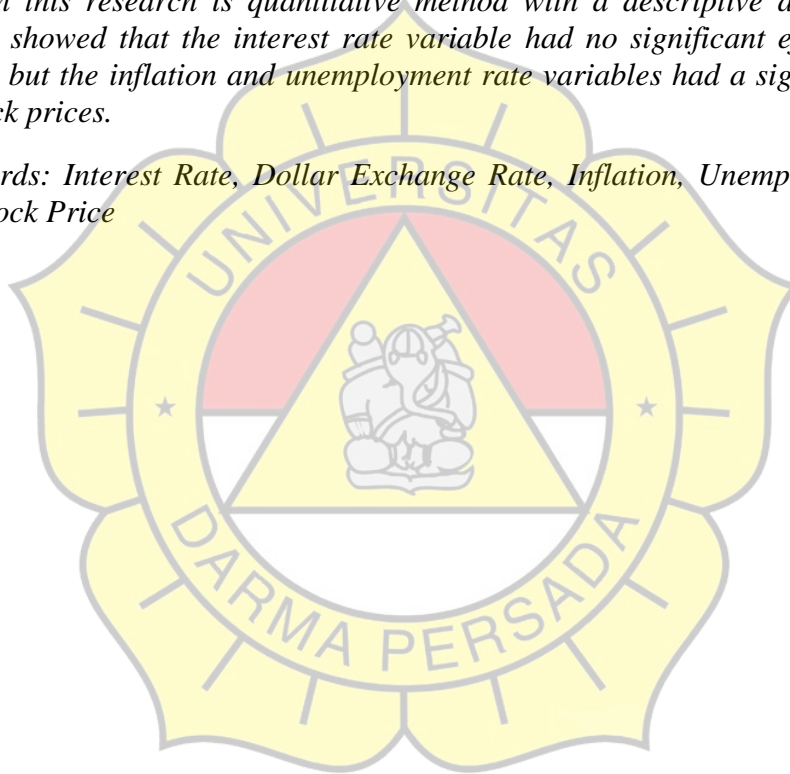 this research is quantitative method with a descriptive
showed that the interest rate variable had no significant
but the inflation and unemployment rate variables had a
prices.
Interest Rate, Dollar Exchange Rate, Inflation,
Price
UNIVERSITAS
DARMA PERSADA